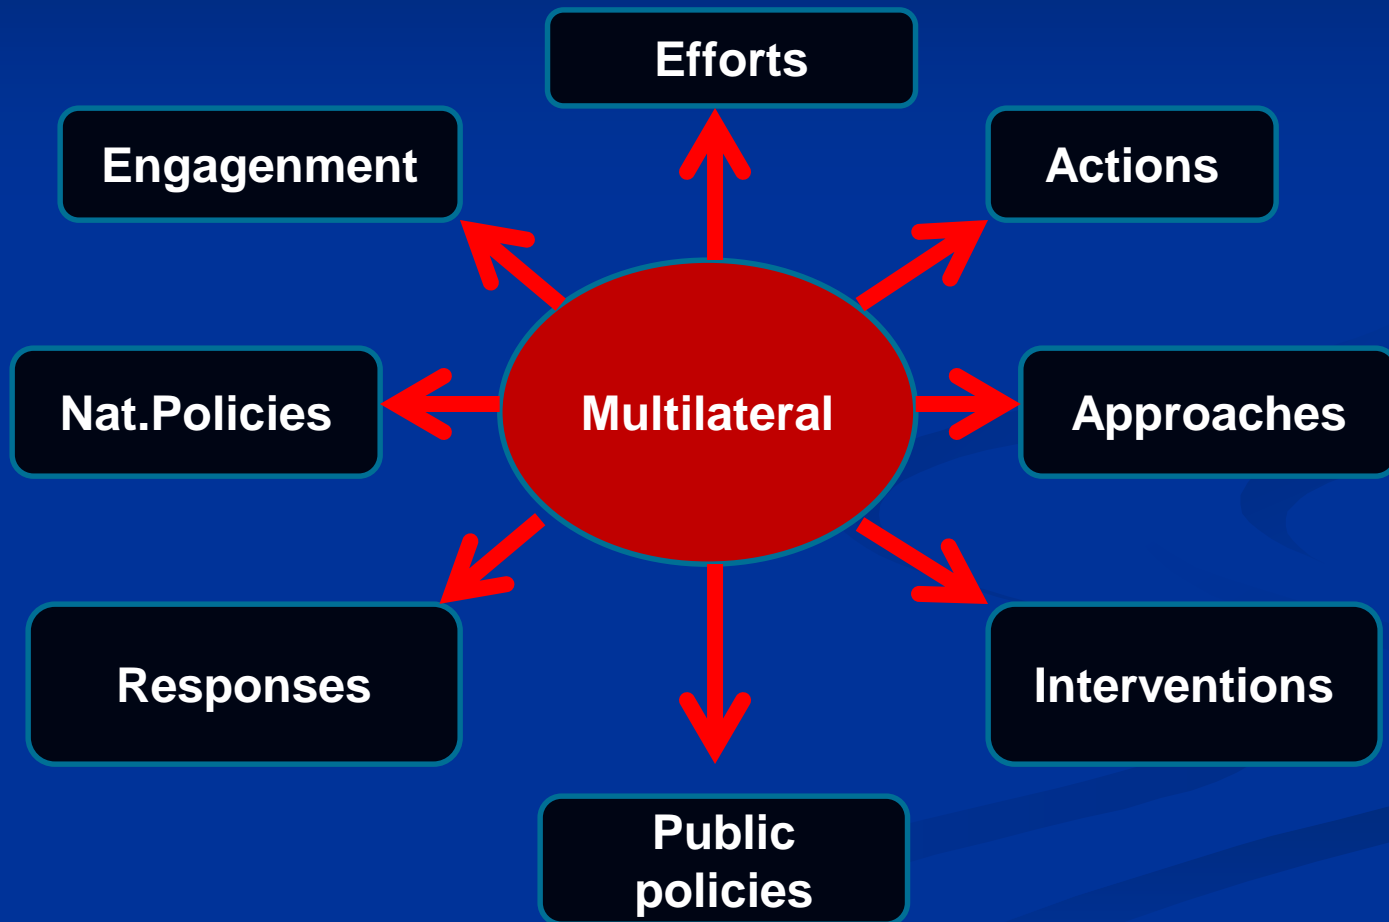 Efforts
Engagenment
Actions
Nat.Policies
Multilateral
Approaches
Responses
Interventions
Public
policies